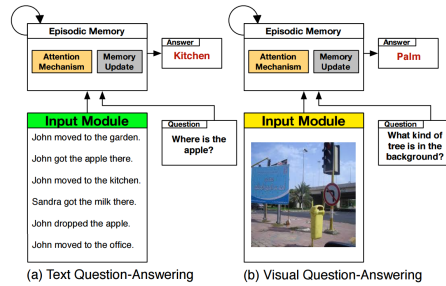 Episodic Memory
Attention
Mechanism
Memory
Update
Answer
Kitchen
Input Module
John moved to the garden.
John got the apple there.
John moved to the kitchen.
Sandra got the milk there.
John dropped the apple.
John moved to the office.
Question
Where is the
apple?
(a) Text Question-Answering
Episodic Memory
Attention
Mechanism
Memory
Update
Answer
Palm
Input Module
Question
What kind of
tree is in the
background?
(b) Visual Question-Answering